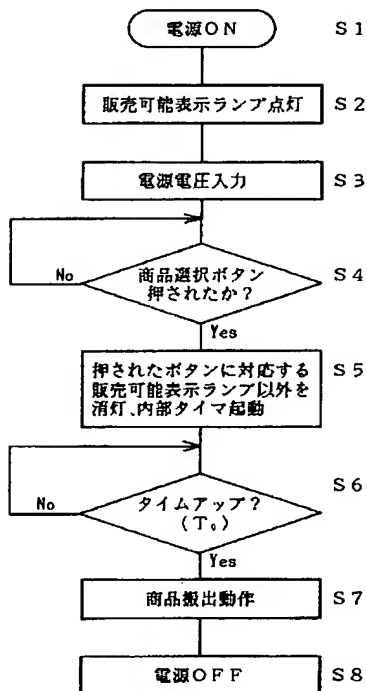 電源ON S1
販売可能表示ランプ点灯 S2
電源電圧入力 S3
商品選択ボタン
押されたか? S4
No
Yes
押されたボタンに対応する S5
販売可能表示ランプ以外を
消灯、内部タイマ起動
タイムアップ? S6
(T₀)
No
Yes
商品搬出動作 S7
電源OFF S8